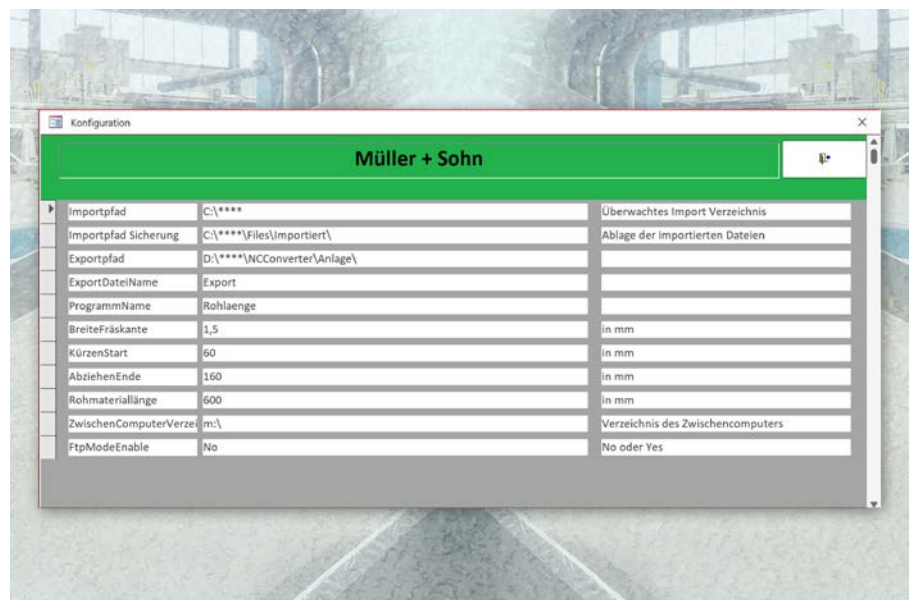 Konfiguration
Müller + Sohn
Importpfad C:\**** Überwachtes Import Verzeichnis
Importpfad Sicherung C:\****\Files\Importiert\ Ablage der importierten Dateien
Exportpfad D:\****\NCConverter\Anlage\
ExportDateiName Export
ProgrammName Rohlaenge
BreiteFräskante 1,5 in mm
KürzenStart 60 in mm
AbziehenEnde 160 in mm
Rohmateriallänge 600 in mm
ZwischenComputerVerzei m:\ Verzeichnis des Zwischencomputers
FtpModeEnable No No oder Yes